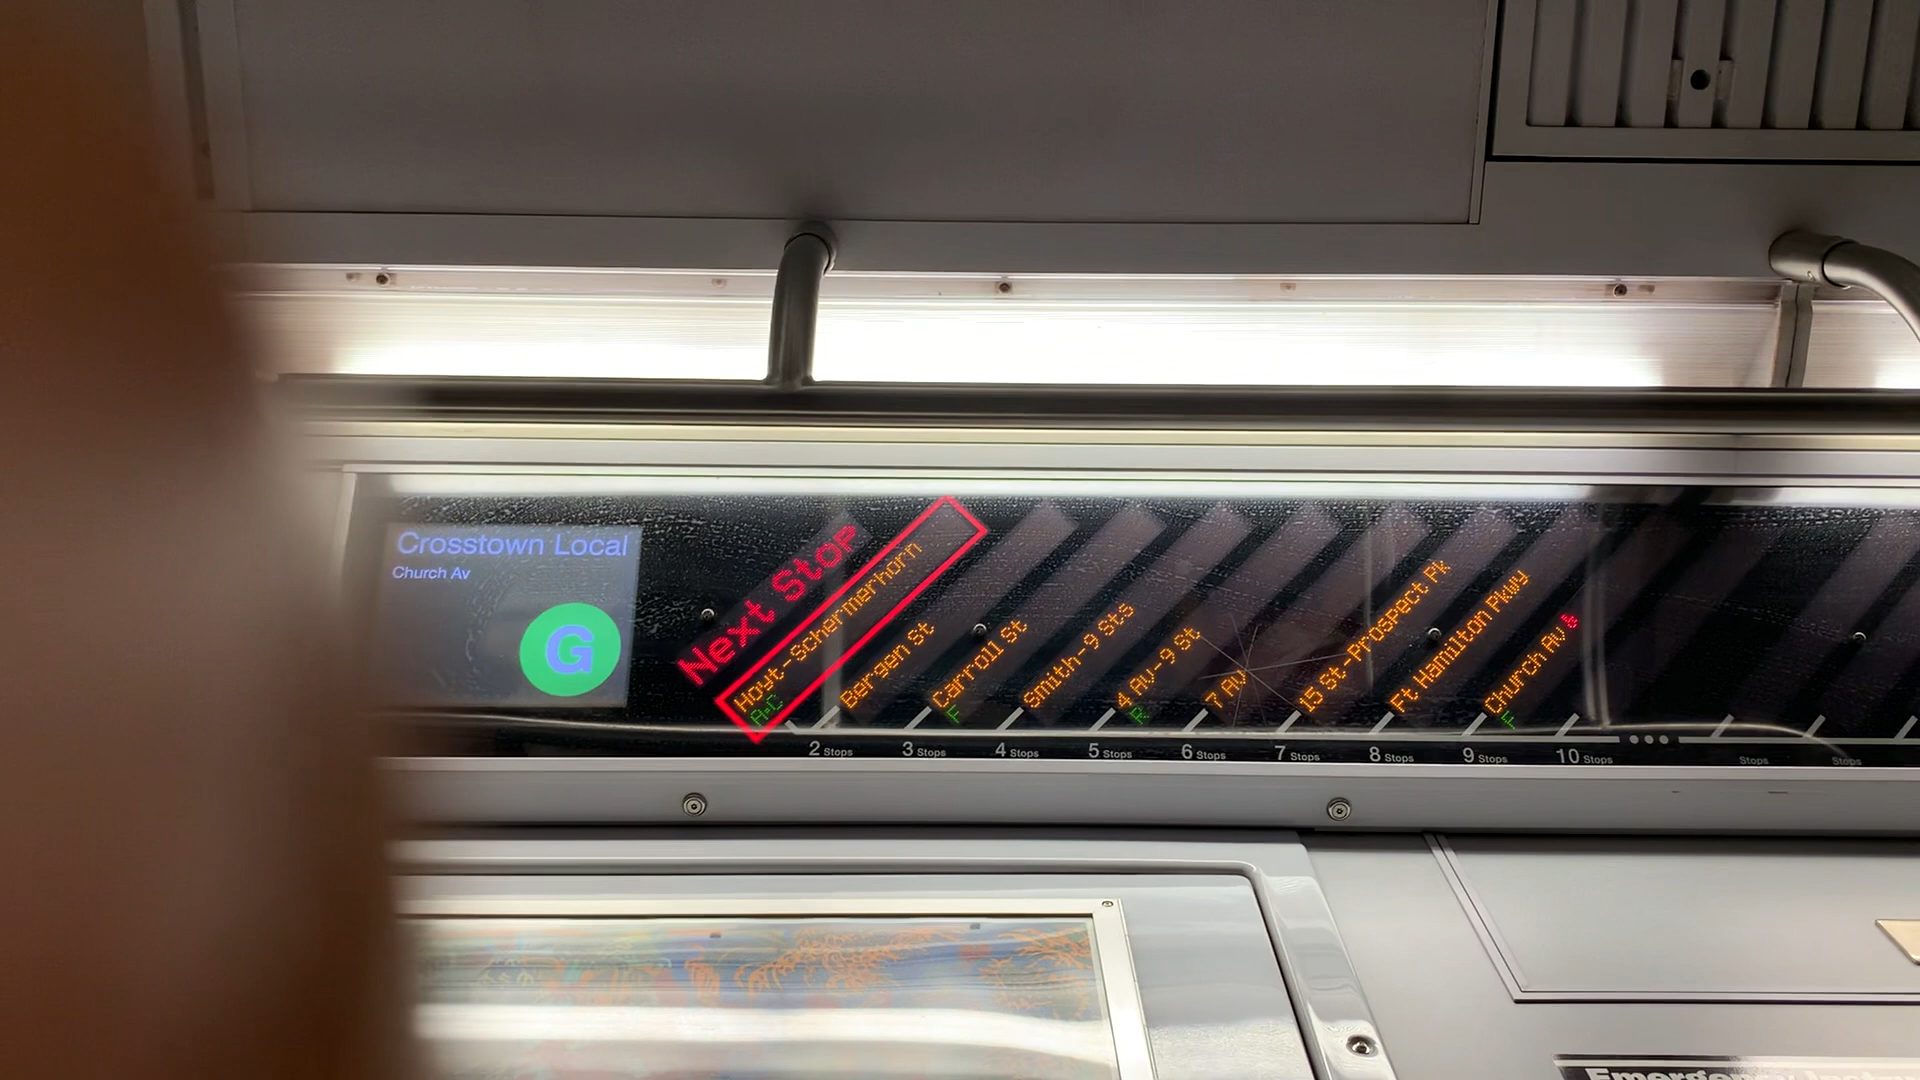 Crosstown Local
Church Av
G
Next Stop
Hoyt-Schermerhorn
A•C
Bergen St
Carroll St
F
Smith-9 Sts
4 Av-9 St
R
7 Av
15 St-Prospect Pk
Ft Hamilton Pkwy
Church Av
F
2 Stops
3 Stops
4 Stops
5 Stops
6 Stops
7 Stops
8 Stops
9 Stops
10 Stops
Stops
Stops
Emergency